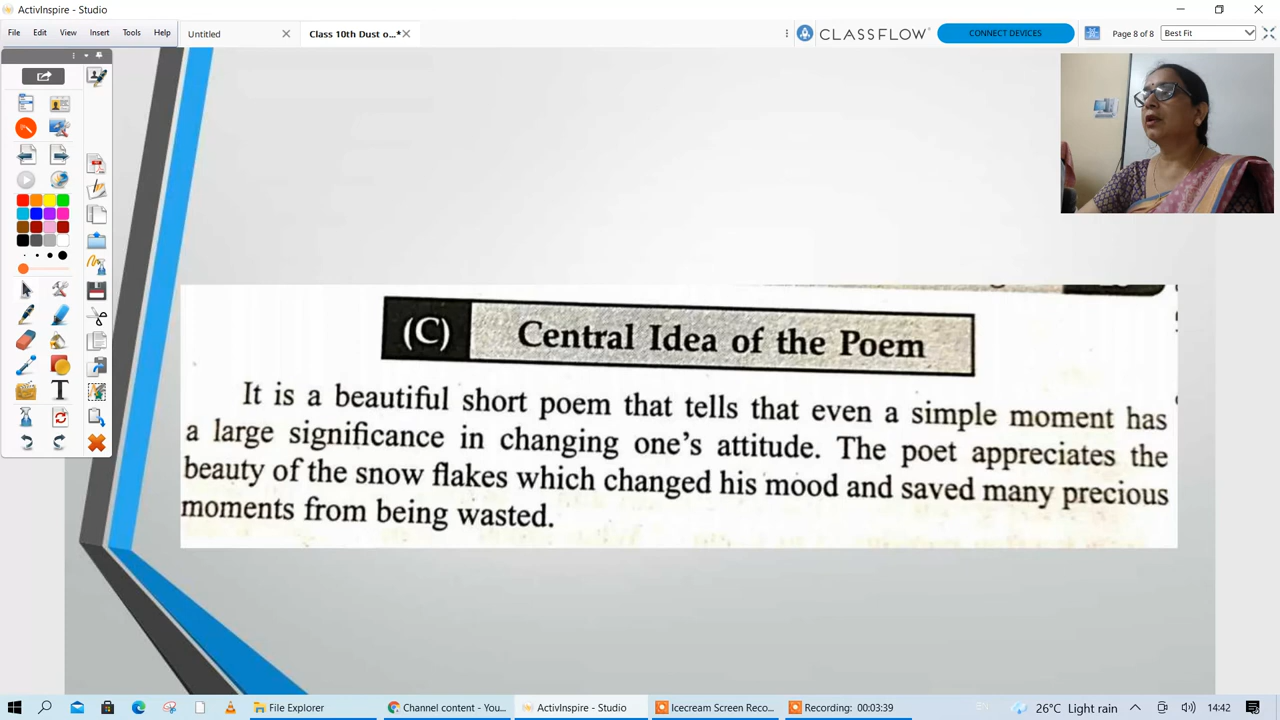 ActivInspire - Studio
File Edit View Insert Tools Help
Untitled
Class 10th Dust o...*
CLASSFLOW
CONNECT DEVICES
Page 8 of 8
Best Fit
(C) Central Idea of the Poem
It is a beautiful short poem that tells that even a simple moment has
a large significance in changing one's attitude. The poet appreciates the
beauty of the snow flakes which changed his mood and saved many precious
moments from being wasted.
File Explorer
Channel content - You...
ActivInspire - Studio
Icecream Screen Reco...
Recording: 00:03:39
26°C Light rain
14:42